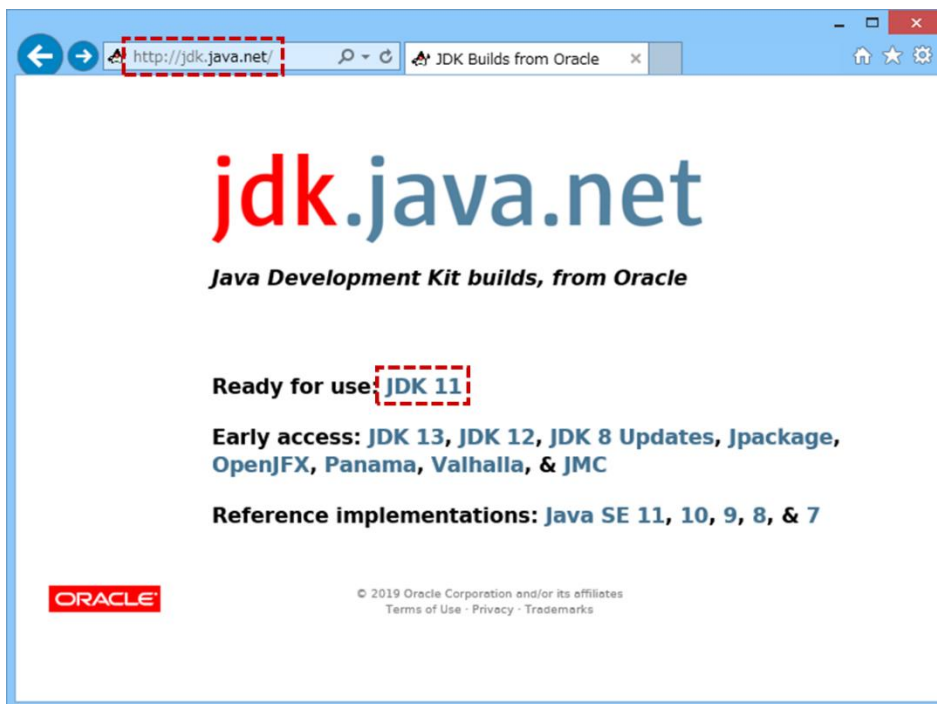 http://jdk.java.net/
JDK Builds from Oracle
jdk.java.net
Java Development Kit builds, from Oracle
Ready for use: JDK 11
Early access: JDK 13, JDK 12, JDK 8 Updates, Jpackage,
OpenJFX, Panama, Valhalla, & JMC
Reference implementations: Java SE 11, 10, 9, 8, & 7
ORACLE
© 2019 Oracle Corporation and/or its affiliates
Terms of Use · Privacy · Trademarks